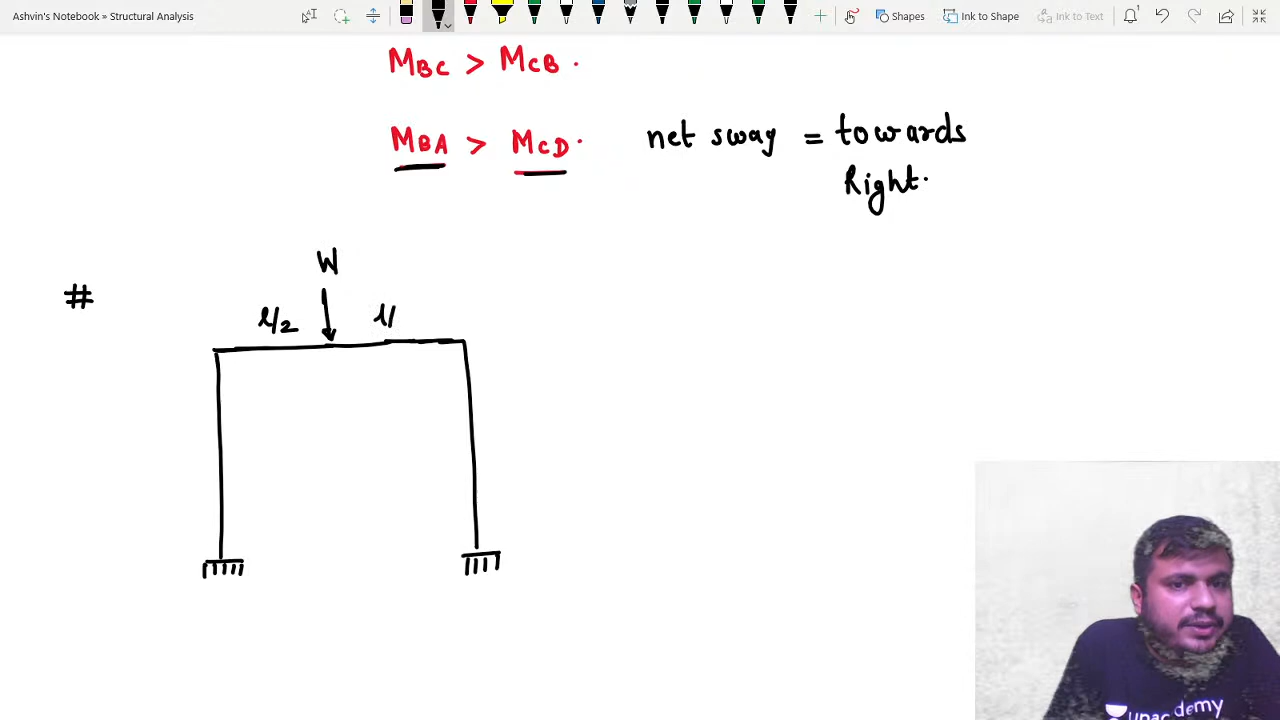 Ashvin's Notebook » Structural Analysis
Shapes
Ink to Shape
Ink to Text
MBC > MCB.
MBA > MCD. net sway = towards
Right.
W
#
l/2 l/
unacademy